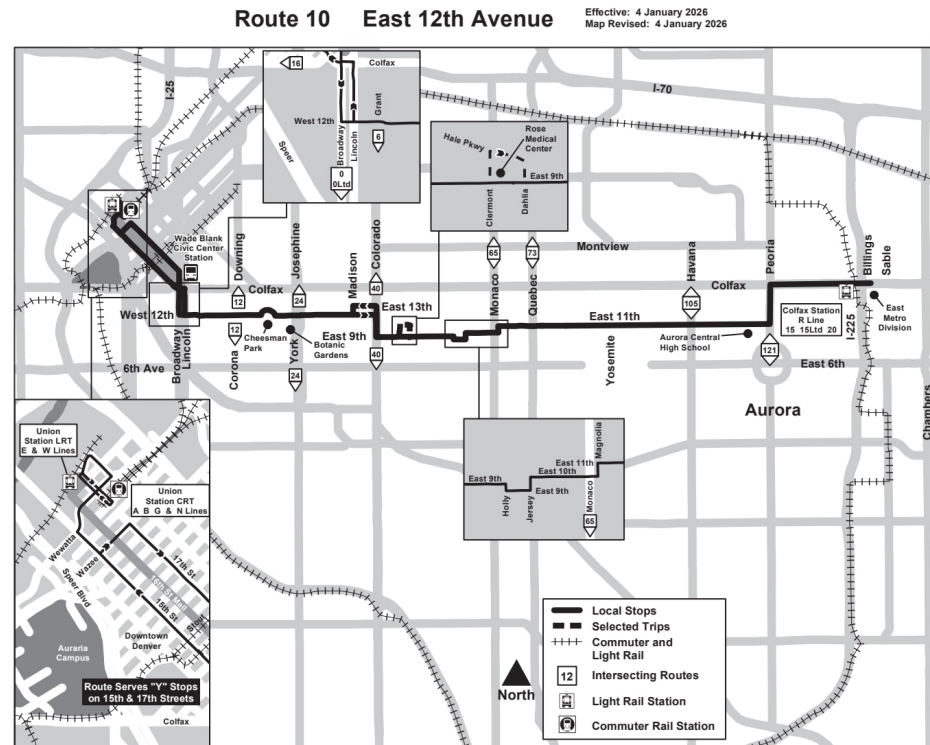 Route 10 East 12th Avenue
Effective: 4 January 2026
Map Revised: 4 January 2026
16
Colfax
West 12th
Broadway
Lincoln
Grant
6
Speer
0
0Ltd
I-25
I-70
Hale Pkwy
Rose
Medical
Center
East 9th
Clermont
Dahlia
Wade Blank
Civic Center
Station
Downing
Josephine
Madison
Colorado
65
73
Montview
Monaco
Quebec
Havana
Peoria
Billings
Sable
12
Colfax
24
40
105
Colfax
West 12th
East 13th
East 11th
East 9th
Cheesman
Park
Botanic
Gardens
12
40
24
6th Ave
Broadway
Lincoln
Corona
York
Yosemite
Aurora Central
High School
121
Colfax Station
R Line
15 15Ltd 20
I-225
East
Metro
Division
East 6th
Aurora
Chambers
Union
Station LRT
E & W Lines
Union
Station CRT
A B G & N Lines
Wewatta
Wazee
17th St
16th St Mall
15th St
Speer Blvd
Stout
Downtown
Denver
Auraria
Campus
Route Serves "Y" Stops
on 15th & 17th Streets
Colfax
East 9th
Holly
Jersey
East 9th
East 10th
East 11th
Monaco
Magnolia
65
North
Local Stops
Selected Trips
Commuter and
Light Rail
12 Intersecting Routes
Light Rail Station
Commuter Rail Station